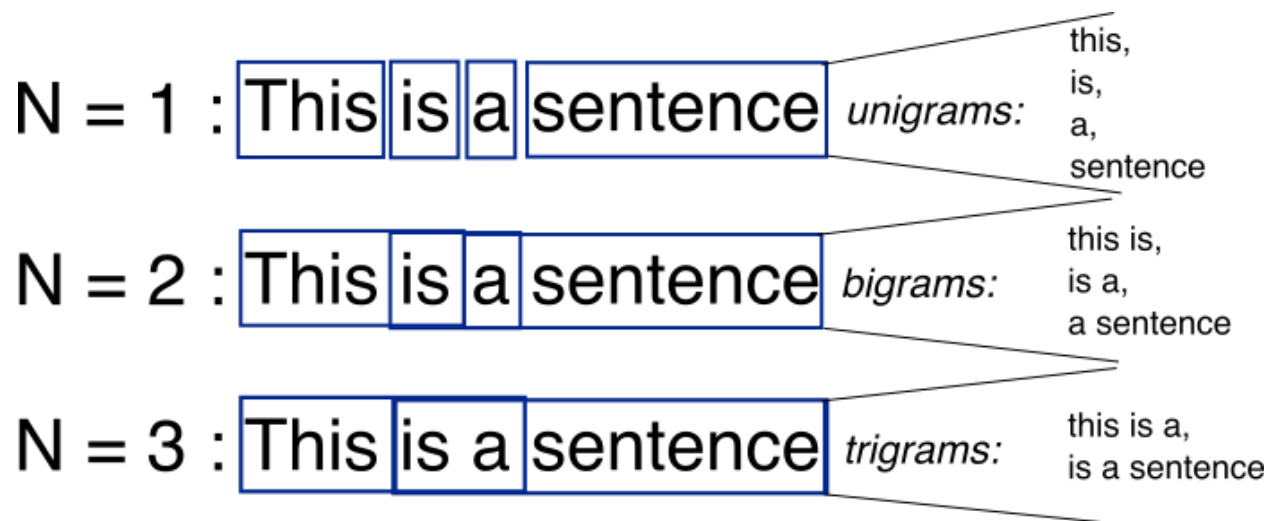 N = 1 : This is a sentence unigrams:
this,
is,
a,
sentence
N = 2 : This is a sentence bigrams:
this is,
is a,
a sentence
N = 3 : This is a sentence trigrams:
this is a,
is a sentence